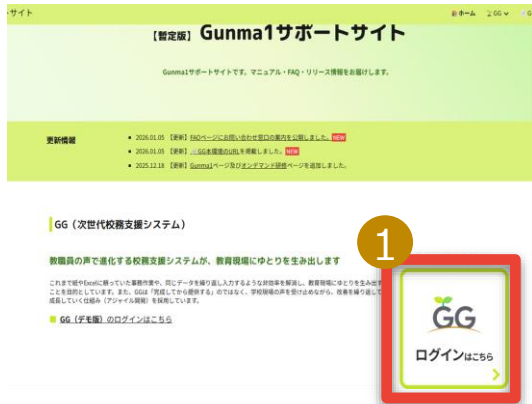 サイト
ホーム GG
【暫定版】Gunma1サポートサイト
Gunma1サポートサイトです。マニュアル・FAQ・リリース情報をお届けします。
更新情報
2026.01.05 【更新】FAQページにお問い合わせ窓口の案内を公開しました。NEW
2026.01.05 【更新】GG本環境のURLを掲載しました。NEW
2025.12.18 【更新】Gunma1ページ及びオンデマンド研修ページを追加しました。
GG（次世代校務支援システム）
1
教職員の声で進化する校務支援システムが、教育現場にゆとりを生み出します
これまで紙やExcelに頼っていた事務作業や、同じデータを繰り返し入力するような非効率を解消し、教育現場にゆとりを生み出す
ことを目的としています。また、GGは「完成してから提供する」のではなく、学校現場の声を受け止めながら、改善を繰り返して
成長していく仕組み（アジャイル開発）を採用しています。
GG（デモ版）のログインはこちら
GG
ログインはこちら